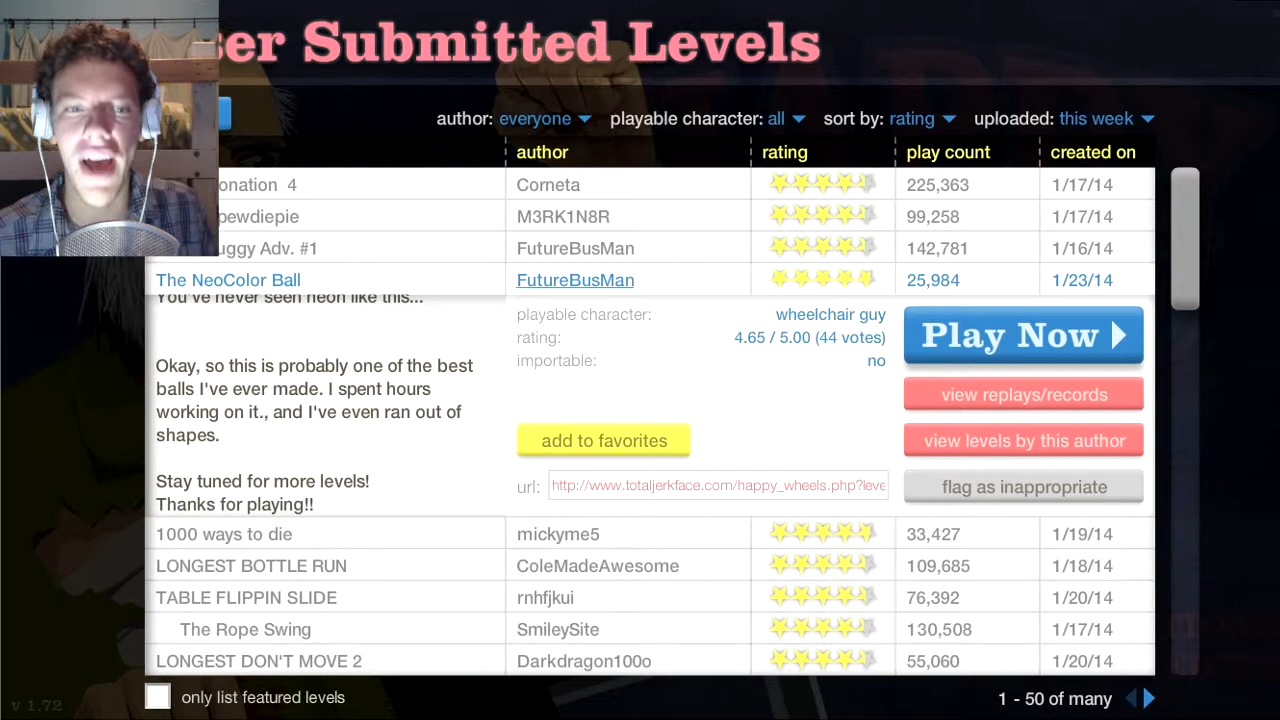 ser Submitted Levels
author: everyone playable character: all sort by: rating uploaded: this week
author rating play count created on
onation 4 Corneta 225,363 1/17/14
pewdiepie M3RK1N8R 99,258 1/17/14
uggy Adv. #1 FutureBusMan 142,781 1/16/14
The NeoColor Ball FutureBusMan 25,984 1/23/14
You've never seen neon like this...
playable character: wheelchair guy
rating: 4.65 / 5.00 (44 votes)
importable: no
Play Now
Okay, so this is probably one of the best
balls I've ever made. I spent hours
working on it., and I've even ran out of
shapes.
view replays/records
add to favorites
view levels by this author
Stay tuned for more levels!
Thanks for playing!!
url: http://www.totaljerkface.com/happy_wheels.php?leve
flag as inappropriate
1000 ways to die mickyme5 33,427 1/19/14
LONGEST BOTTLE RUN ColeMadeAwesome 109,685 1/18/14
TABLE FLIPPIN SLIDE rnhfjkui 76,392 1/20/14
The Rope Swing SmileySite 130,508 1/17/14
LONGEST DON'T MOVE 2 Darkdragon100o 55,060 1/20/14
only list featured levels 1 - 50 of many
v 1.72